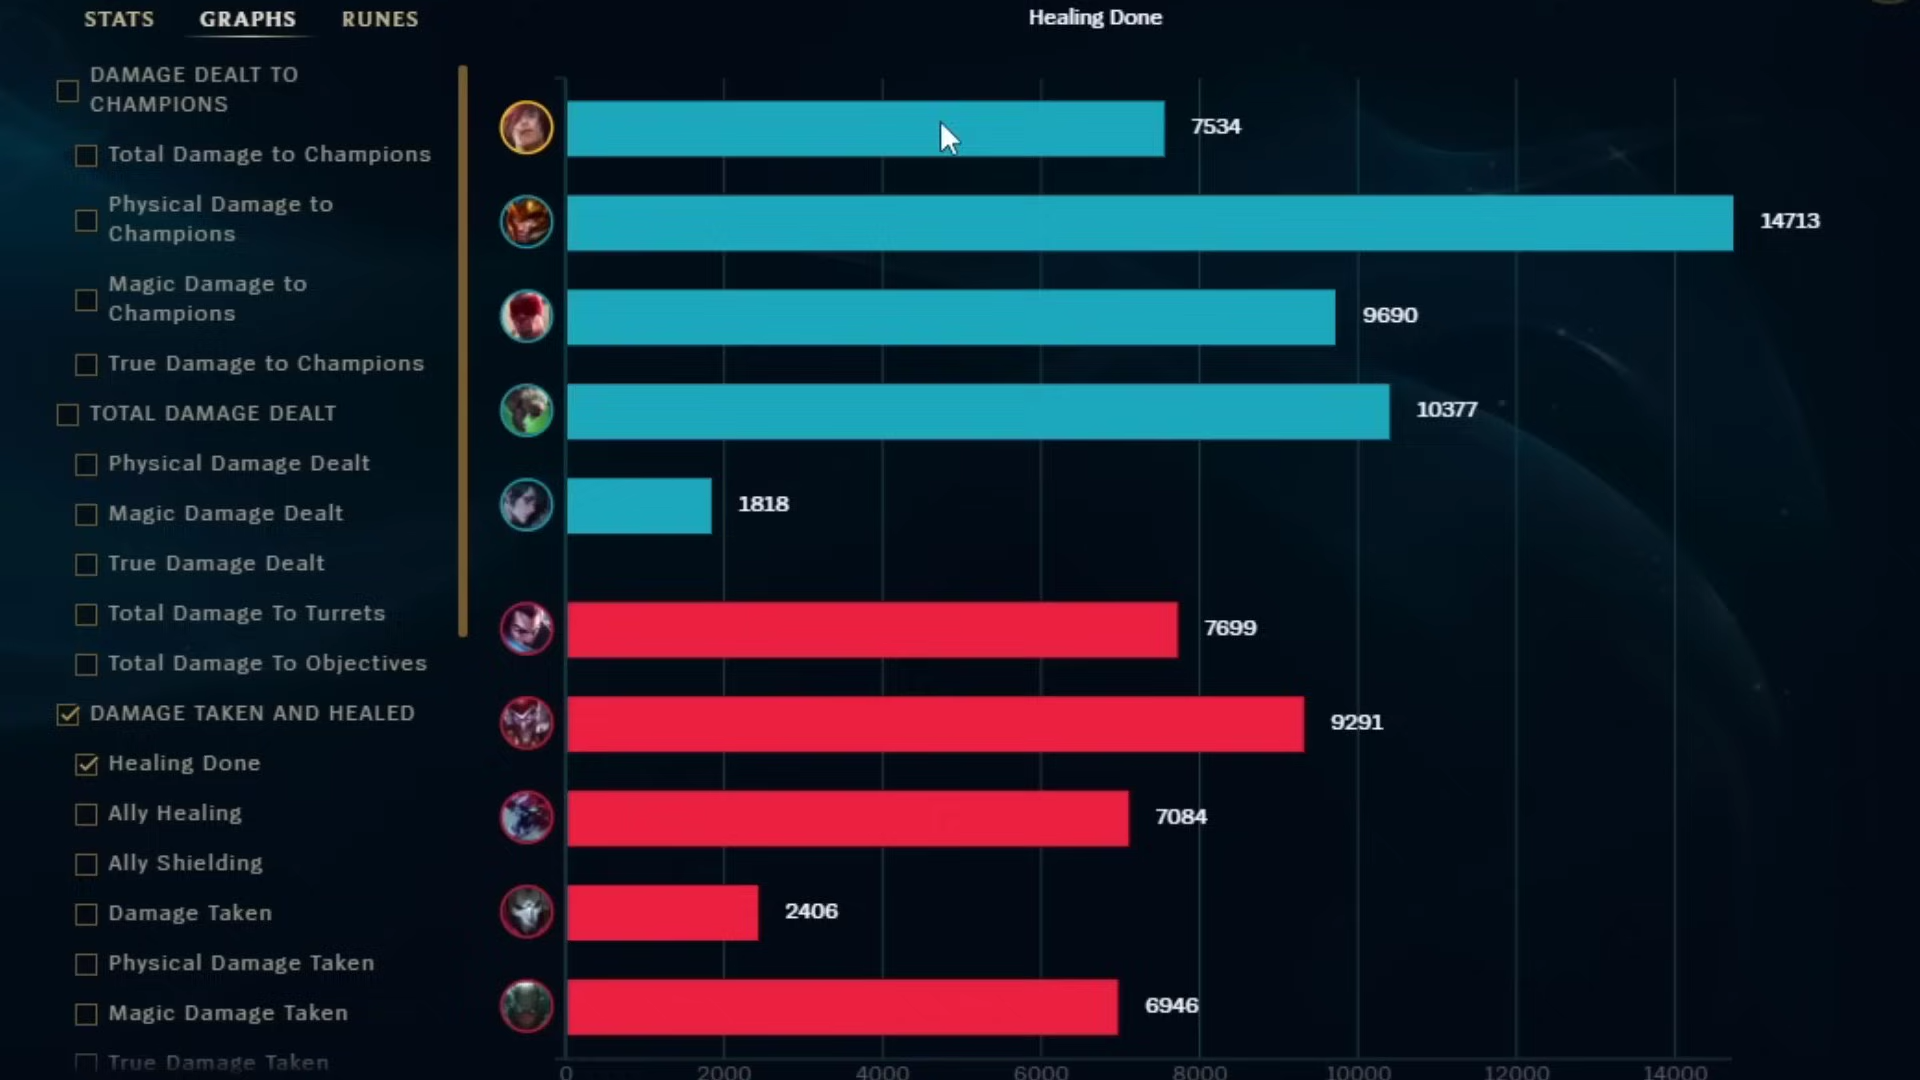 STATS GRAPHS RUNES
Healing Done
DAMAGE DEALT TO
CHAMPIONS
Total Damage to Champions
Physical Damage to
Champions
Magic Damage to
Champions
True Damage to Champions
TOTAL DAMAGE DEALT
Physical Damage Dealt
Magic Damage Dealt
True Damage Dealt
Total Damage To Turrets
Total Damage To Objectives
DAMAGE TAKEN AND HEALED
Healing Done
Ally Healing
Ally Shielding
Damage Taken
Physical Damage Taken
Magic Damage Taken
True Damage Taken
7534
14713
9690
10377
1818
7699
9291
7084
2406
6946
0 2000 4000 6000 8000 10000 12000 14000